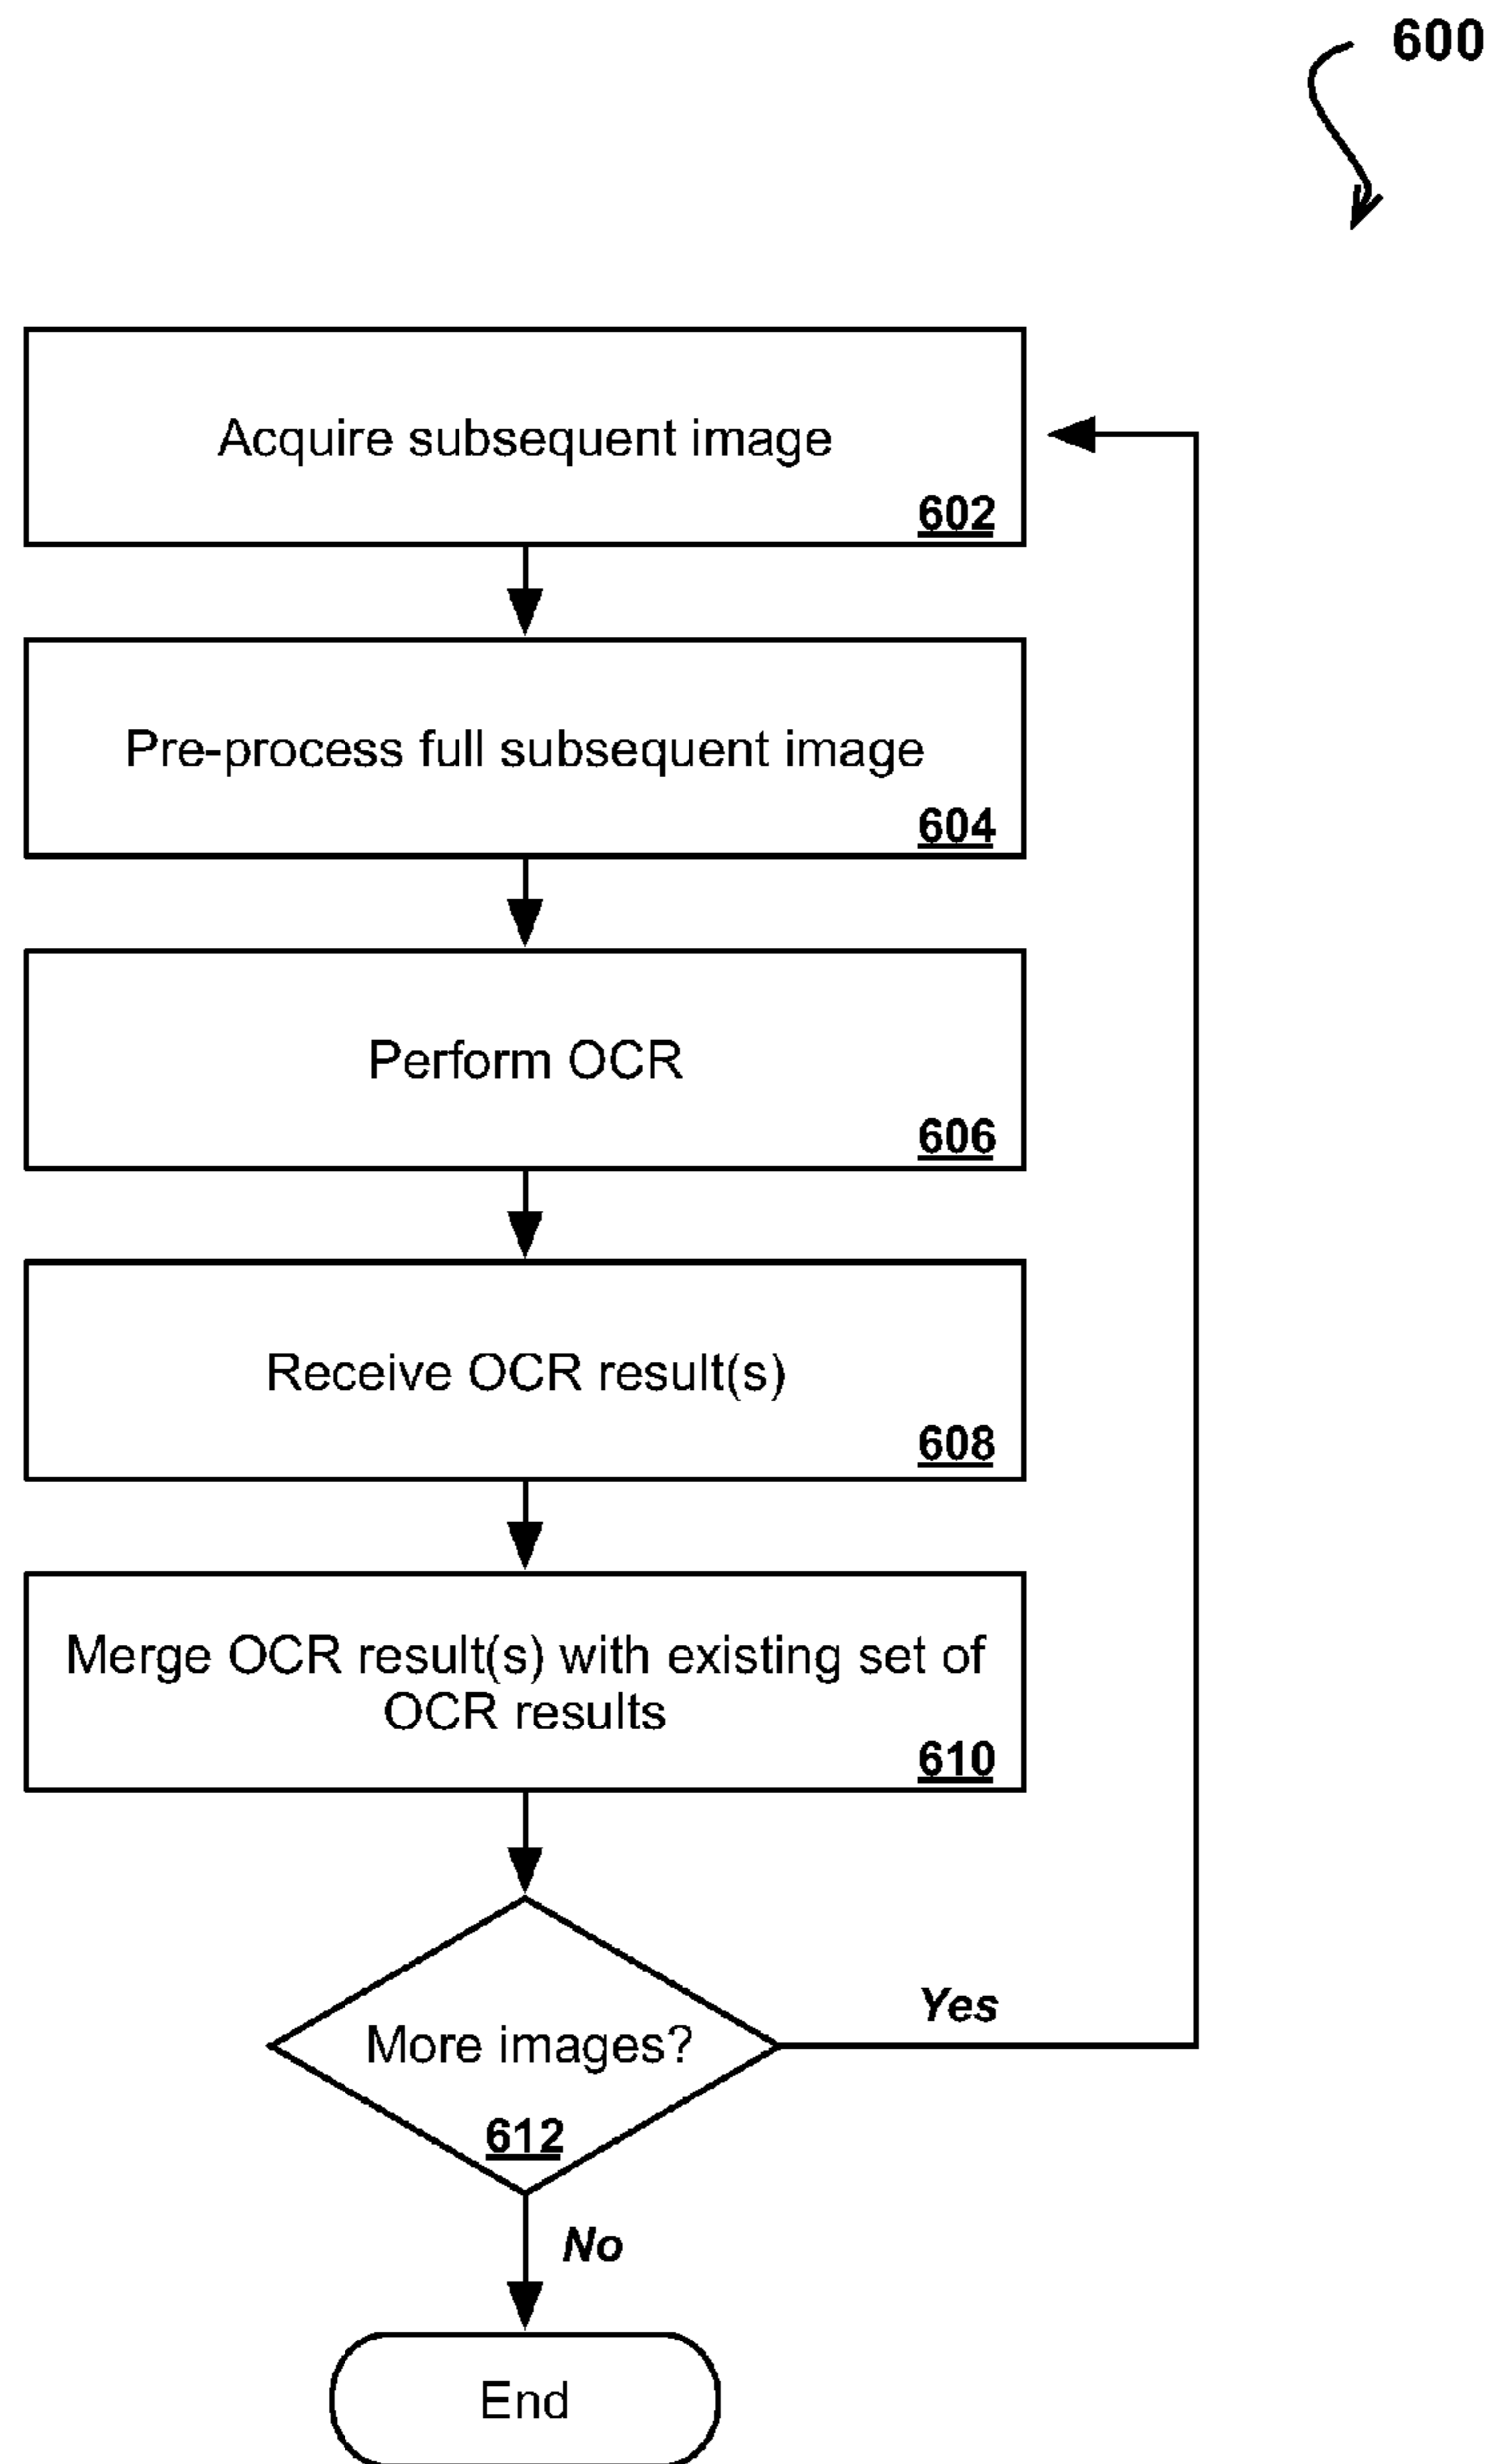 600
Acquire subsequent image
602
Pre-process full subsequent image
604
Perform OCR
606
Receive OCR result(s)
608
Merge OCR result(s) with existing set of
OCR results
610
More images?
Yes
612
No
End